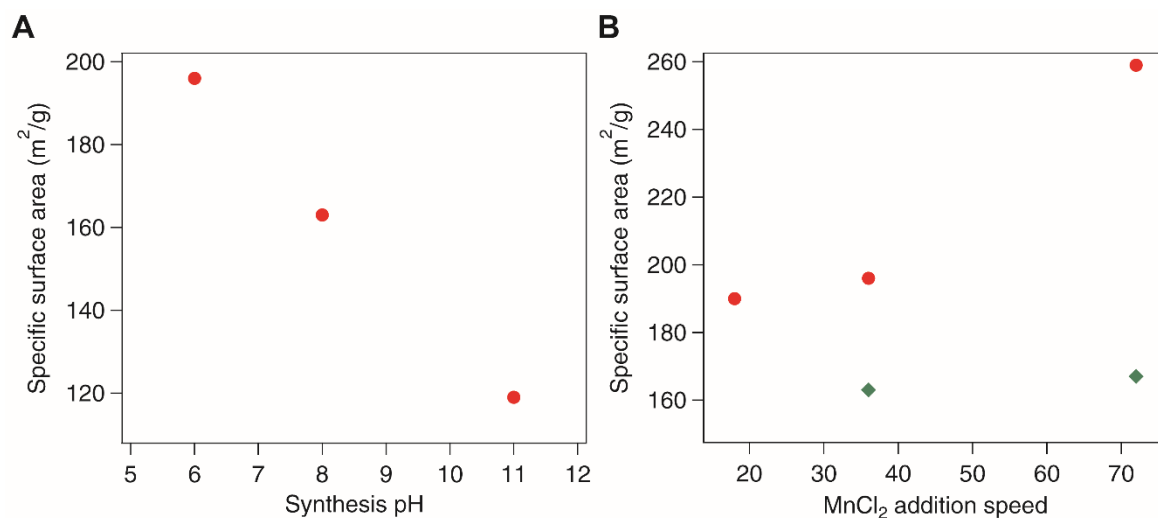 A
Specific surface area (m²/g)
200
180
160
140
120
5 6 7 8 9 10 11 12
Synthesis pH
B
Specific surface area (m²/g)
260
240
220
200
180
160
20 30 40 50 60 70
MnCl₂ addition speed